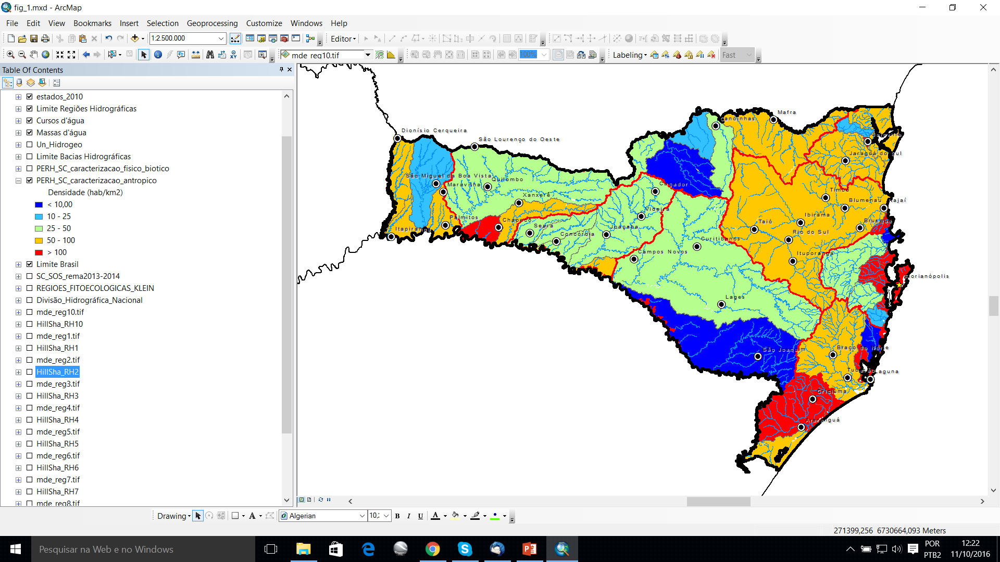 fig_1.mxd - ArcMap
File Edit View Bookmarks Insert Selection Geoprocessing Customize Windows Help
1:2.500.000
Editor
mde_reg10.tif
100%
Labeling
Fast
Table Of Contents
estados_2010
Limite Regiões Hidrográficas
Cursos d'água
Massas d'água
Un_Hidrogeo
Limite Bacias Hidrográficas
PERH_SC_caracterizacao_fisico_biotico
PERH_SC_caracterizacao_antropico
Densidade (hab/km2)
< 10,00
10 - 25
25 - 50
50 - 100
> 100
Limite Brasil
SC_SOS_rema2013-2014
REGIOES_FITOECOLOGICAS_KLEIN
Divisão_Hidrográfica_Nacional
mde_reg10.tif
HillSha_RH10
mde_reg1.tif
HillSha_RH1
mde_reg2.tif
HillSha_RH2
mde_reg3.tif
HillSha_RH3
mde_reg4.tif
HillSha_RH4
mde_reg5.tif
HillSha_RH5
mde_reg6.tif
HillSha_RH6
mde_reg7.tif
HillSha_RH7
mde_reg8.tif
Mafra
Canoinhas
Dionísio Cerqueira
São Lourenço do Oeste
Joinville
Jaraguá do Sul
São Miguel da Boa Vista
Quilombo
Maravilha
Caçador
Xanxerê
Timbó
Blumenau
Itajaí
Videira
Ibirama
Palmitos
Chapecó
Seara
Taió
Brusque
Itapiranga
Joaçaba
Rio do Sul
Concórdia
Curitibanos
Campos Novos
Ituporanga
Florianópolis
Lages
São Joaquim
Braço do Norte
Laguna
Criciuma
Araranguá
Drawing
Algerian
B I U
271399,256 6730664,093 Meters
Pesquisar na Web e no Windows
POR
PTB2
12:22
11/10/2016